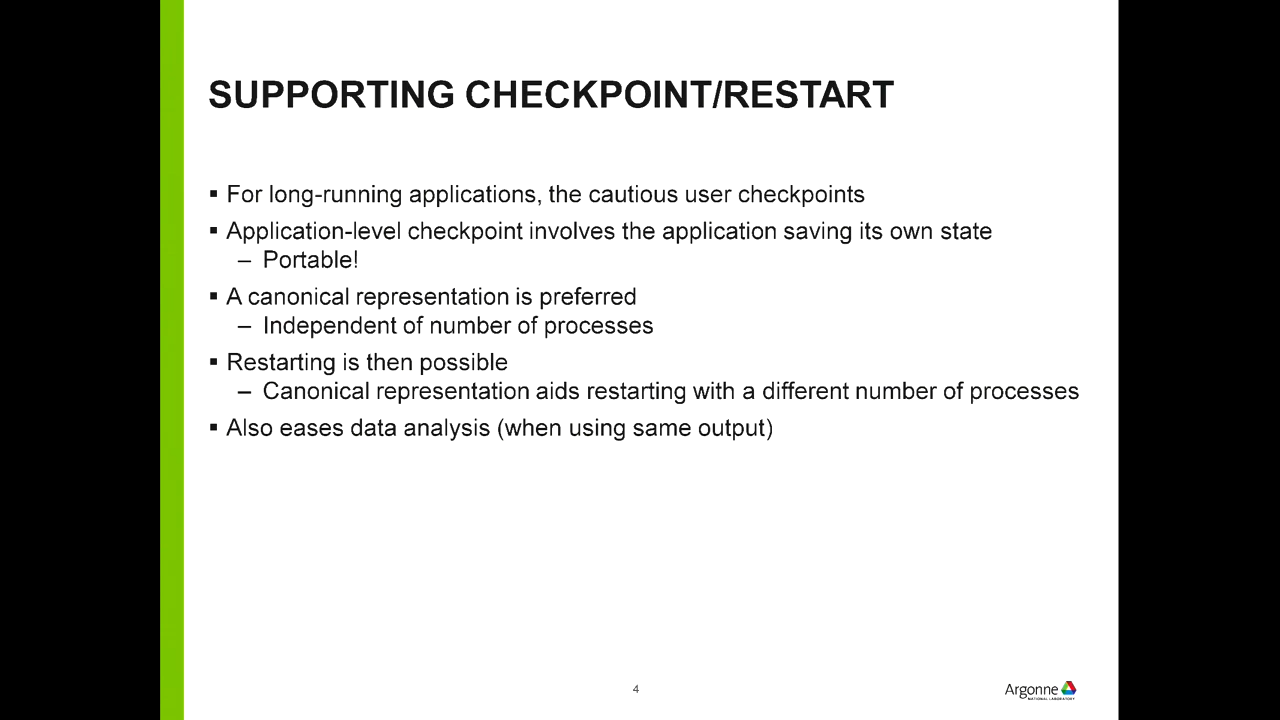 SUPPORTING CHECKPOINT/RESTART
▪ For long-running applications, the cautious user checkpoints
▪ Application-level checkpoint involves the application saving its own state
– Portable!
▪ A canonical representation is preferred
– Independent of number of processes
▪ Restarting is then possible
– Canonical representation aids restarting with a different number of processes
▪ Also eases data analysis (when using same output)
4
Argonne
NATIONAL LABORATORY